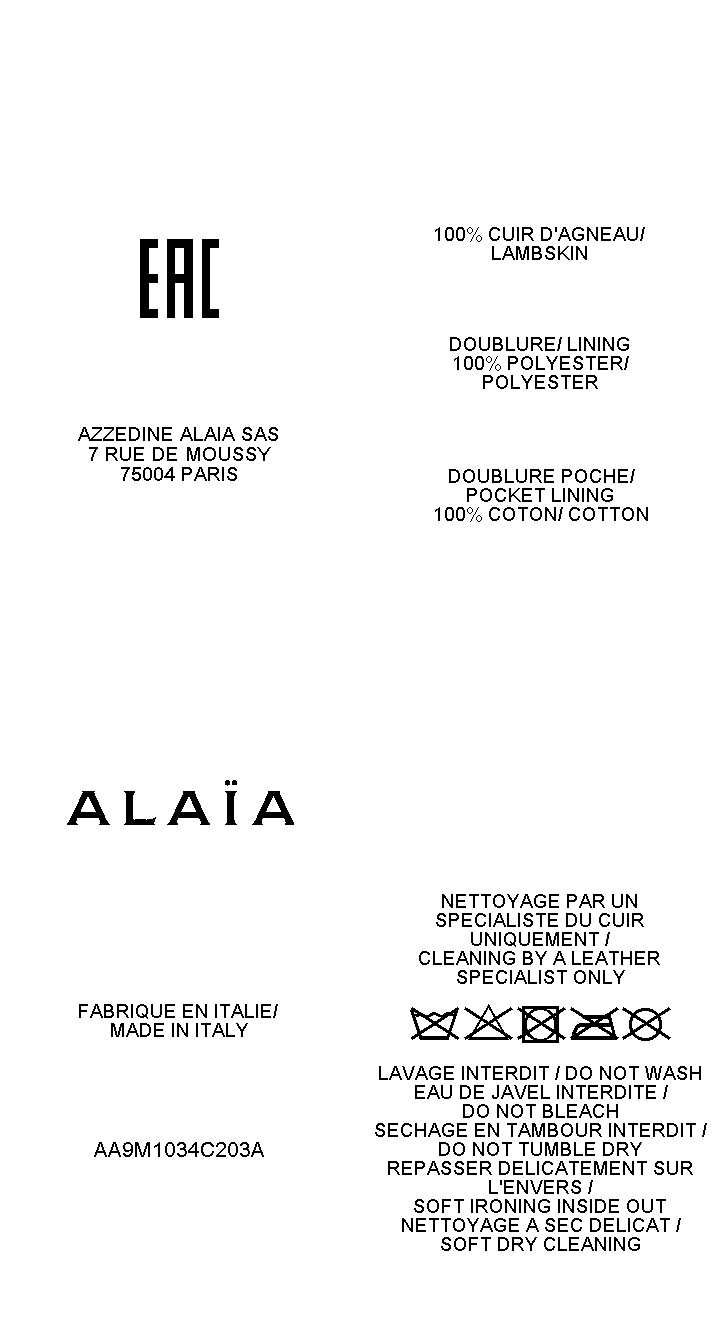 EAC
AZZEDINE ALAIA SAS
7 RUE DE MOUSSY
75004 PARIS
100% CUIR D'AGNEAU/
LAMBSKIN
DOUBLURE/ LINING
100% POLYESTER/
POLYESTER
DOUBLURE POCHE/
POCKET LINING
100% COTON/ COTTON
ALAÏA
FABRIQUE EN ITALIE/
MADE IN ITALY
AA9M1034C203A
NETTOYAGE PAR UN
SPECIALISTE DU CUIR
UNIQUEMENT /
CLEANING BY A LEATHER
SPECIALIST ONLY
LAVAGE INTERDIT / DO NOT WASH
EAU DE JAVEL INTERDITE /
DO NOT BLEACH
SECHAGE EN TAMBOUR INTERDIT /
DO NOT TUMBLE DRY
REPASSER DELICATEMENT SUR
L'ENVERS /
SOFT IRONING INSIDE OUT
NETTOYAGE A SEC DELICAT /
SOFT DRY CLEANING